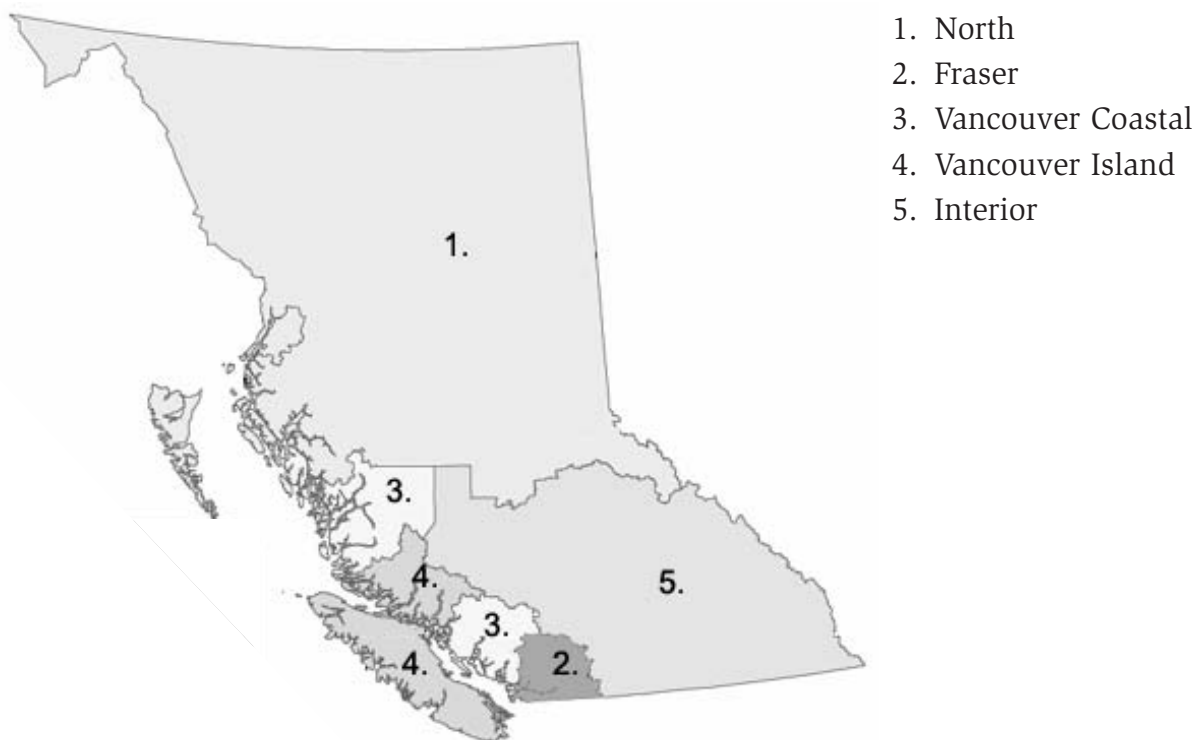 1. North
2. Fraser
3. Vancouver Coastal
4. Vancouver Island
5. Interior
1.
3.
4.
5.
3.
4.
2.